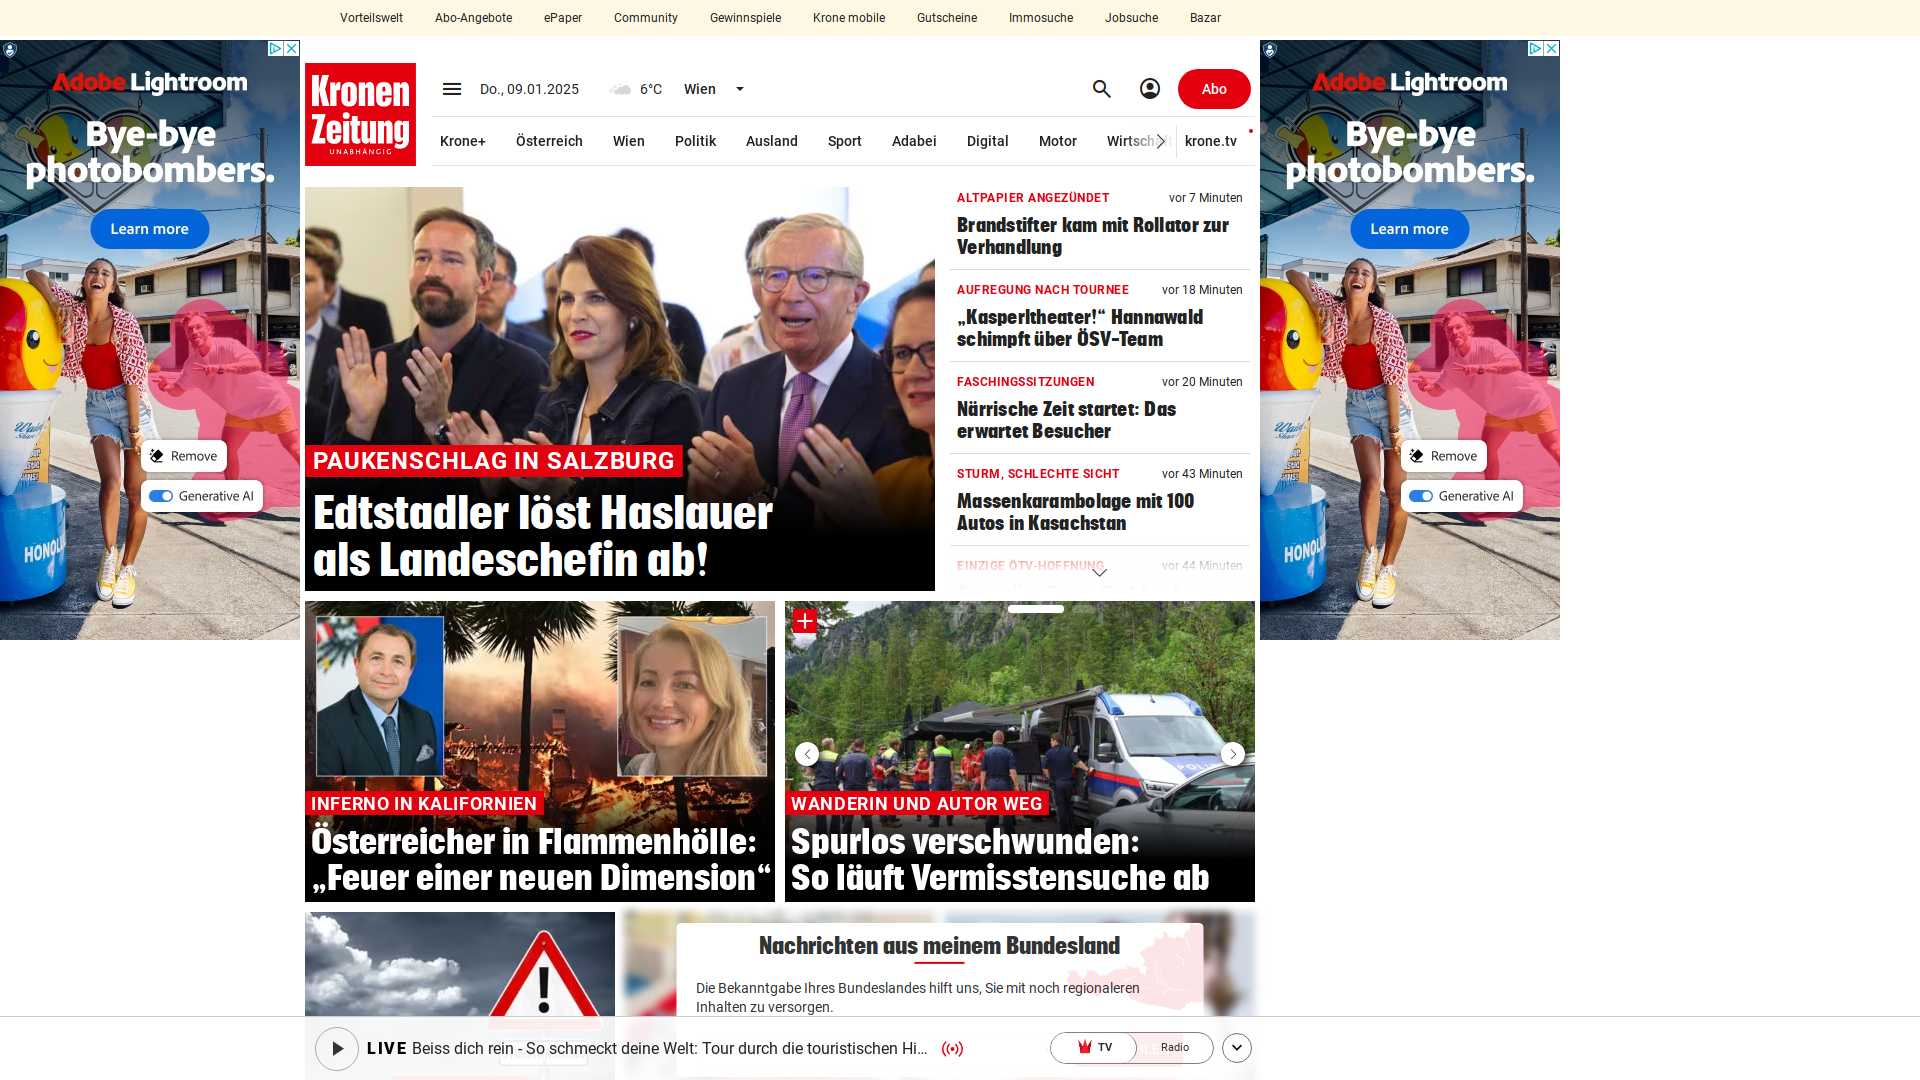 Vorteilswelt Abo-Angebote ePaper Community Gewinnspiele Krone mobile Gutscheine Immosuche Jobsuche Bazar
Adobe Lightroom
Bye-bye
photobombers.
Learn more
Remove
Generative AI
HONOL
Kronen
Zeitung
UNABHÄNGIG
Do., 09.01.2025 6°C Wien
Abo
Krone+ Österreich Wien Politik Ausland Sport Adabei Digital Motor krone.tv
PAUKENSCHLAG IN SALZBURG
Edtstadler löst Haslauer
als Landeschefin ab!
ALTPAPIER ANGEZÜNDET vor 7 Minuten
Brandstifter kam mit Rollator zur
Verhandlung
AUFREGUNG NACH TOURNEE vor 18 Minuten
„Kasperltheater!“ Hannawald
schimpft über ÖSV-Team
FASCHINGSSITZUNGEN vor 20 Minuten
Närrische Zeit startet: Das
erwartet Besucher
STURM, SCHLECHTE SICHT vor 43 Minuten
Massenkarambolage mit 100
Autos in Kasachstan
EINZIGE ÖTV-HOFFNUNG vor 44 Minuten
Adobe Lightroom
Bye-bye
photobombers.
Learn more
Remove
Generative AI
HONOL
INFERNO IN KALIFORNIEN
Österreicher in Flammenhölle:
„Feuer einer neuen Dimension“
WANDERIN UND AUTOR WEG
Spurlos verschwunden:
So läuft Vermisstensuche ab
Nachrichten aus meinem Bundesland
Die Bekanntgabe Ihres Bundeslandes hilft uns, Sie mit noch regionaleren
Inhalten zu versorgen.
LIVE Beiss dich rein - So schmeckt deine Welt: Tour durch die touristischen Hi...
TV Radio